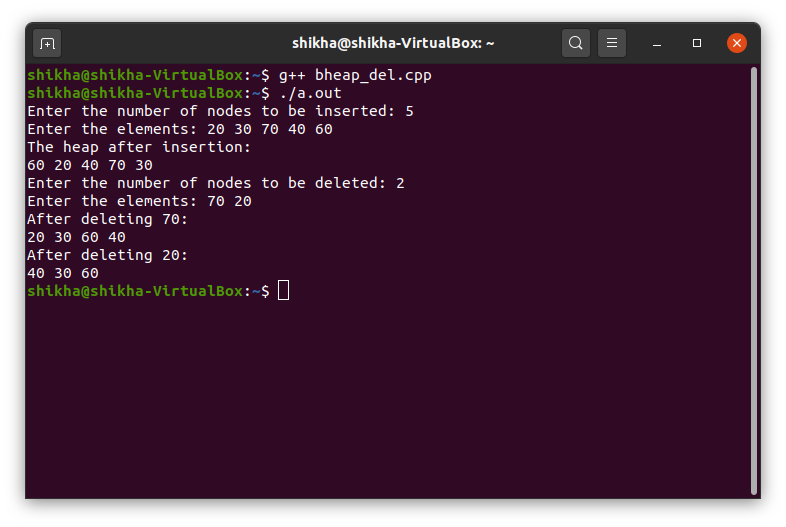 shikha@shikha-VirtualBox: ~
shikha@shikha-VirtualBox:~$ g++ bheap_del.cpp
shikha@shikha-VirtualBox:~$ ./a.out
Enter the number of nodes to be inserted: 5
Enter the elements: 20 30 70 40 60
The heap after insertion:
60 20 40 70 30
Enter the number of nodes to be deleted: 2
Enter the elements: 70 20
After deleting 70:
20 30 60 40
After deleting 20:
40 30 60
shikha@shikha-VirtualBox:~$